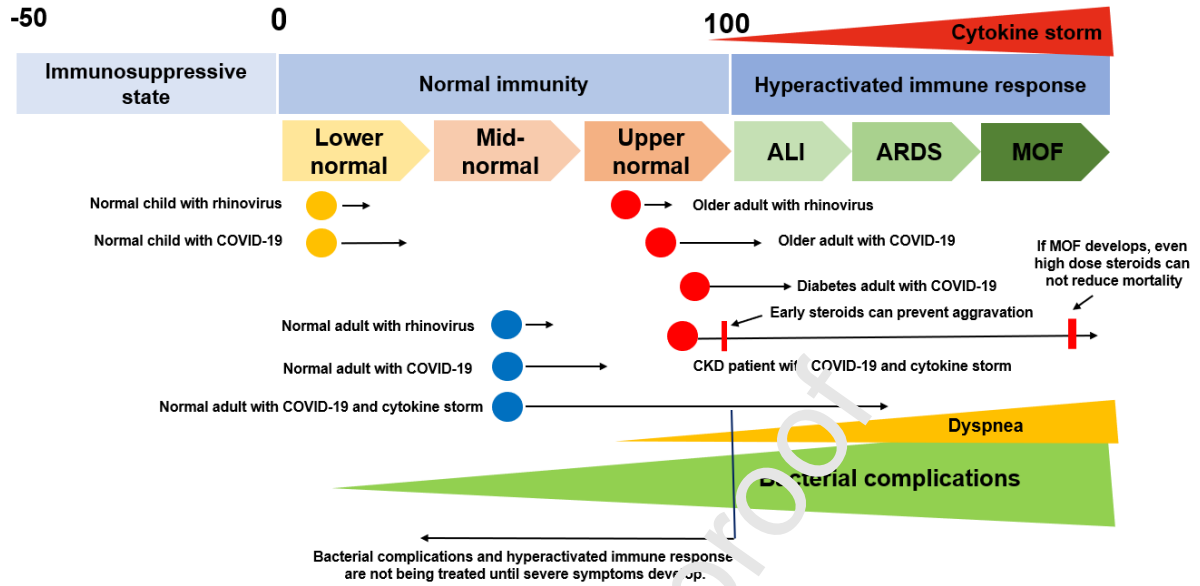 -50
0
100
Cytokine storm
Immunosuppressive
state
Normal immunity
Hyperactivated immune response
Lower
normal
Mid-
normal
Upper
normal
ALI
ARDS
MOF
Normal child with rhinovirus
Older adult with rhinovirus
Normal child with COVID-19
Older adult with COVID-19
If MOF develops, even
high dose steroids can
not reduce mortality
Diabetes adult with COVID-19
Early steroids can prevent aggravation
Normal adult with rhinovirus
CKD patient with COVID-19 and cytokine storm
Normal adult with COVID-19
Normal adult with COVID-19 and cytokine storm
Dyspnea
Bacterial complications
Bacterial complications and hyperactivated immune response
are not being treated until severe symptoms develop.
proof